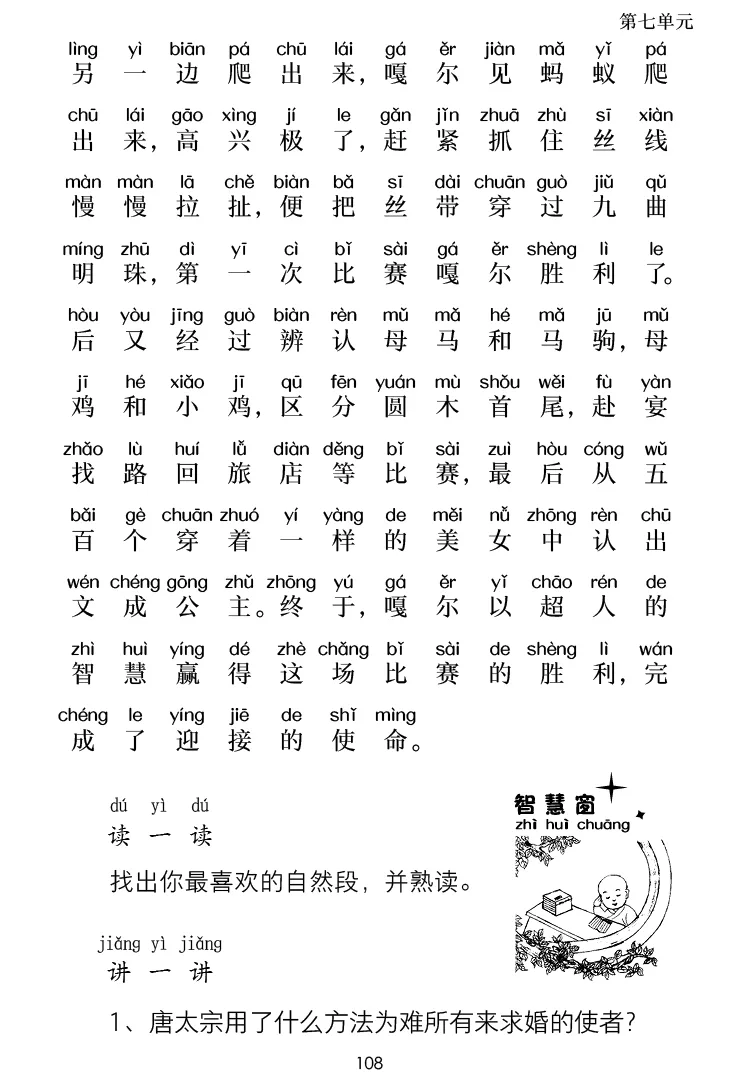 第七单元
lìng yì biān pá chū lái gá ěr jiàn mǎ yǐ pá
另一边爬出来，嘎尔见蚂蚁爬
chū lái gāo xìng jí le gǎn jǐn zhuā zhù sī xiàn
出来，高兴极了，赶紧抓住丝线
màn màn lā chě biàn bǎ sī dài chuān guò jiǔ qǔ
慢慢拉扯，便把丝带穿过九曲
míng zhū dì yī cì bǐ sài gá ěr shèng lì le
明珠，第一次比赛嘎尔胜利了。
hòu yòu jīng guò biàn rèn mǔ mǎ hé mǎ jū mǔ
后又经过辨认母马和马驹，母
jī hé xiǎo jī qū fēn yuán mù shǒu wěi fù yàn
鸡和小鸡，区分圆木首尾，赴宴
zhǎo lù huí lǚ diàn děng bǐ sài zuì hòu cóng wǔ
找路回旅店等比赛，最后从五
bǎi gè chuān zhuó yí yàng de měi nǚ zhōng rèn chū
百个穿着一样的美女中认出
wén chéng gōng zhǔ zhōng yú gá ěr yǐ chāo rén de
文成公主。终于，嘎尔以超人的
zhì huì yíng dé zhè chǎng bǐ sài de shèng lì wán
智慧赢得这场比赛的胜利，完
chéng le yíng jiē de shǐ mìng
成了迎接的使命。
智慧窗
zhì huì chuāng
dú yì dú
读一读
找出你最喜欢的自然段，并熟读。
jiǎng yì jiǎng
讲一讲
1、唐太宗用了什么方法为难所有来求婚的使者？
108